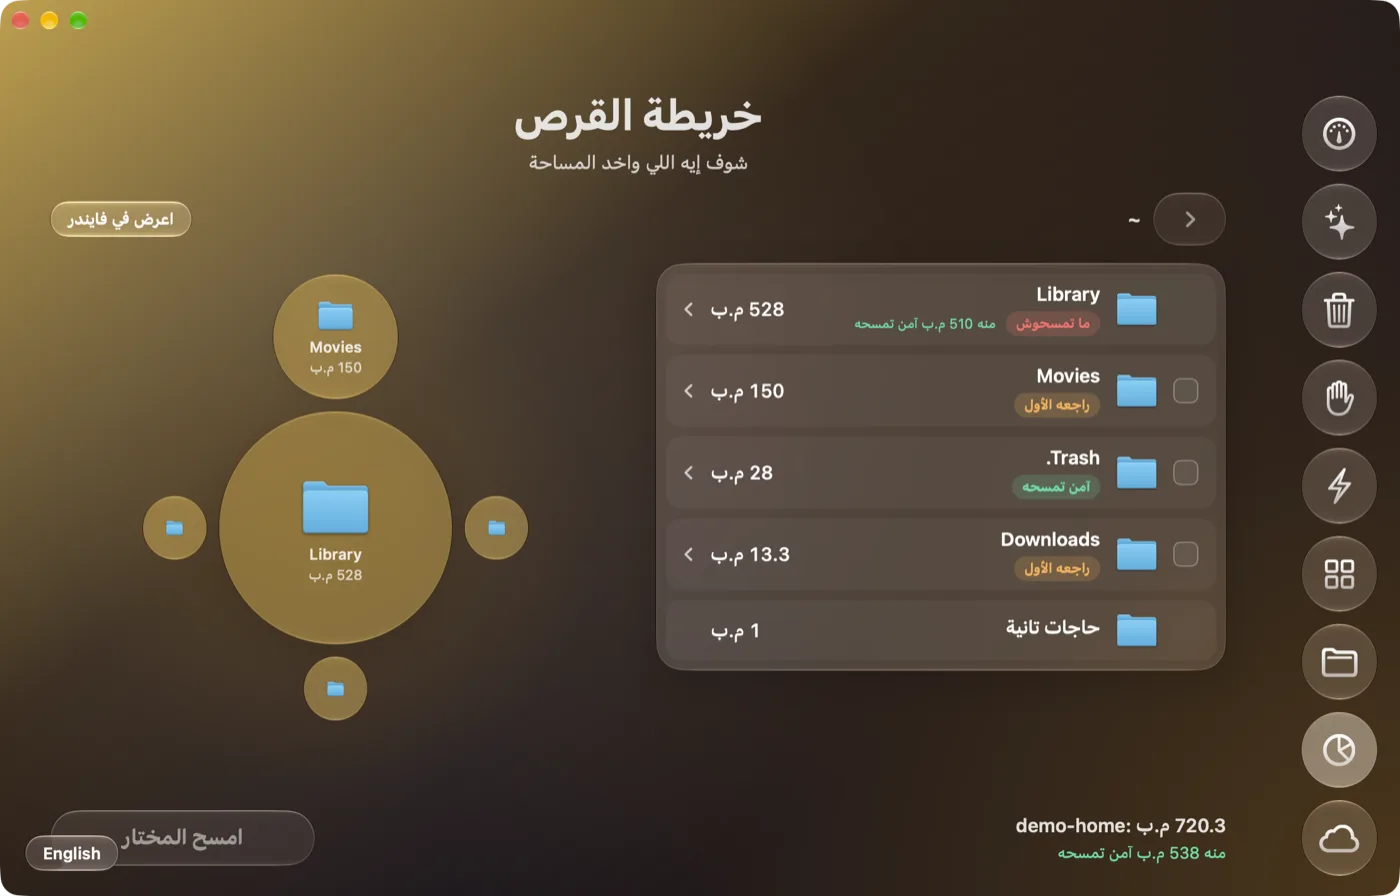 خريطة القرص
شوف إيه اللي واخد المساحة
~
اعرض في فايندر
Library
ما تمسحوش
منه 510 م.ب آمن تمسحه
528 م.ب
Movies
راجعه الأول
150 م.ب
.Trash
آمن تمسحه
28 م.ب
Downloads
راجعه الأول
13.3 م.ب
حاجات تانية
1 م.ب
Movies
150 م.ب
Library
528 م.ب
demo-home: 720.3 م.ب
منه 538 م.ب آمن تمسحه
امسح المختار
English